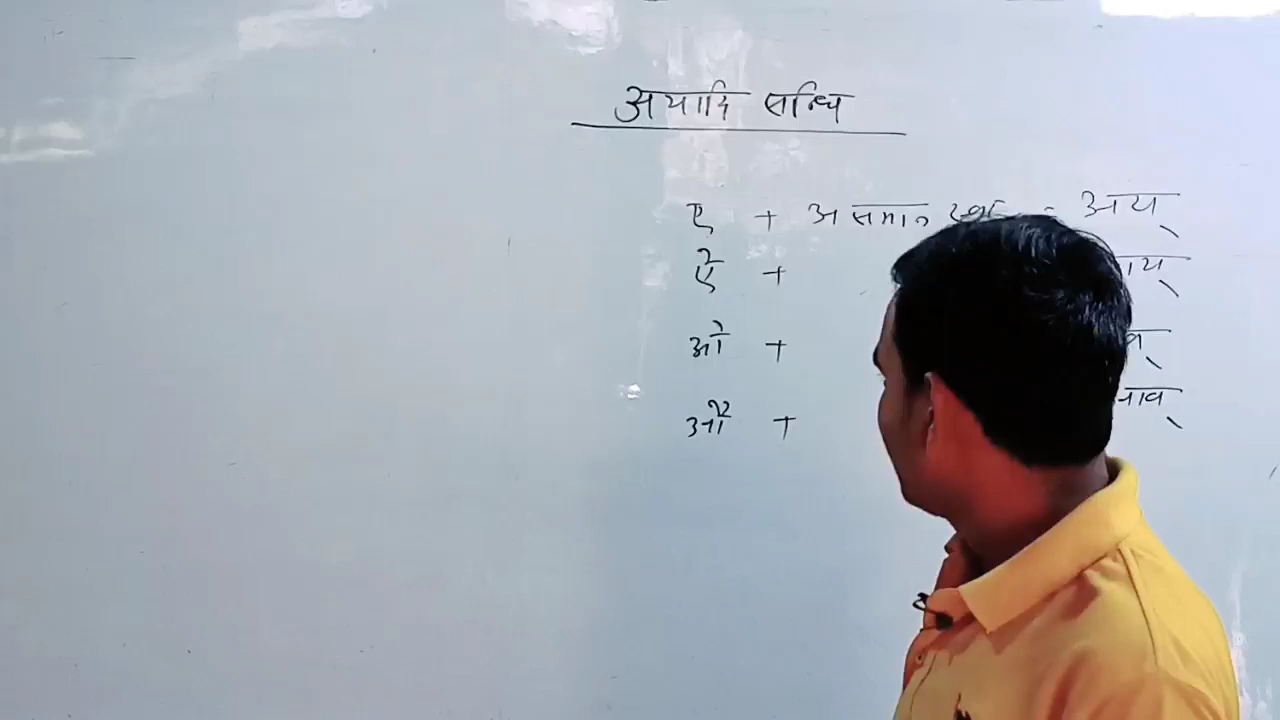 अयादि सन्धि
ए + असमान स्वर = अय्
ऐ + ाय्
ओ + व्
औ + ाव्